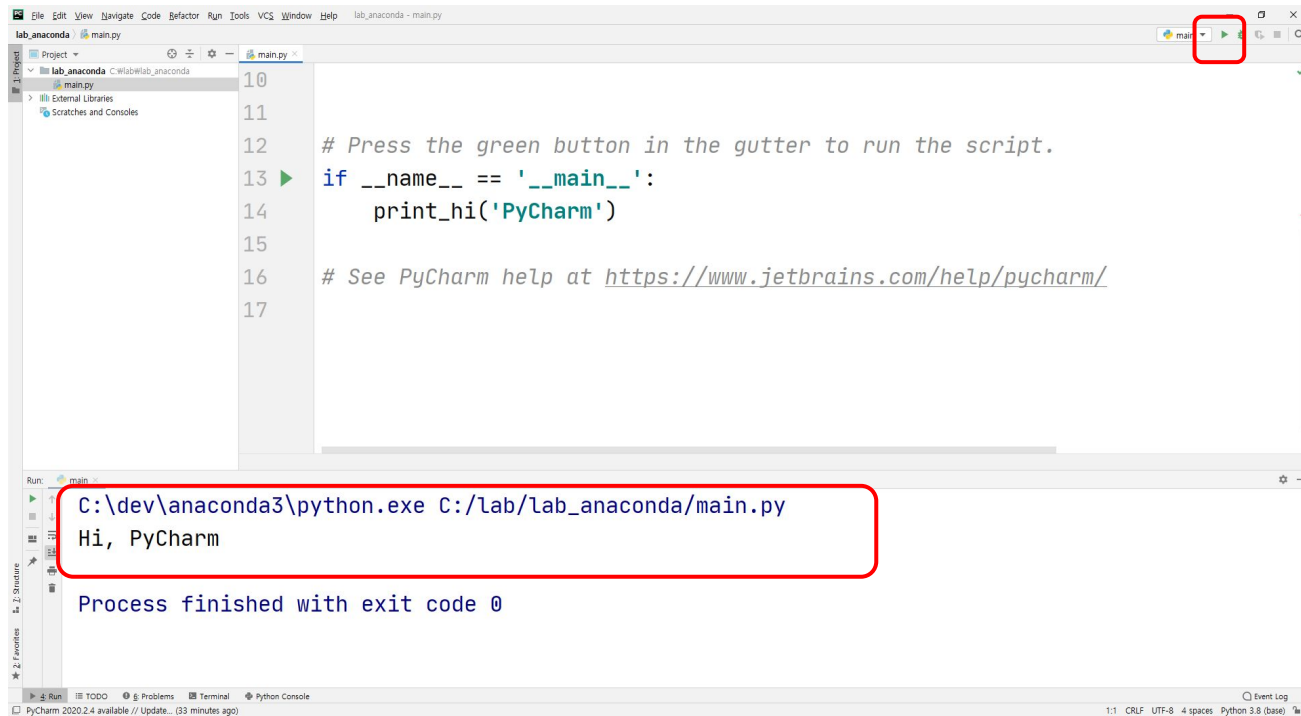 File Edit View Navigate Code Refactor Run Tools VCS Window Help lab_anaconda - main.py
lab_anaconda main.py
main
1: Project
Project
main.py
lab_anaconda C:₩lab₩lab_anaconda
main.py
External Libraries
Scratches and Consoles
10
11
12 # Press the green button in the gutter to run the script.
13 if __name__ == '__main__':
14 print_hi('PyCharm')
15
16 # See PyCharm help at https://www.jetbrains.com/help/pycharm/
17
Run: main
C:\dev\anaconda3\python.exe C:/lab/lab_anaconda/main.py
Hi, PyCharm
Process finished with exit code 0
Z: Structure
2: Favorites
4: Run TODO 6: Problems Terminal Python Console
Event Log
PyCharm 2020.2.4 available // Update... (33 minutes ago)
1:1 CRLF UTF-8 4 spaces Python 3.8 (base)